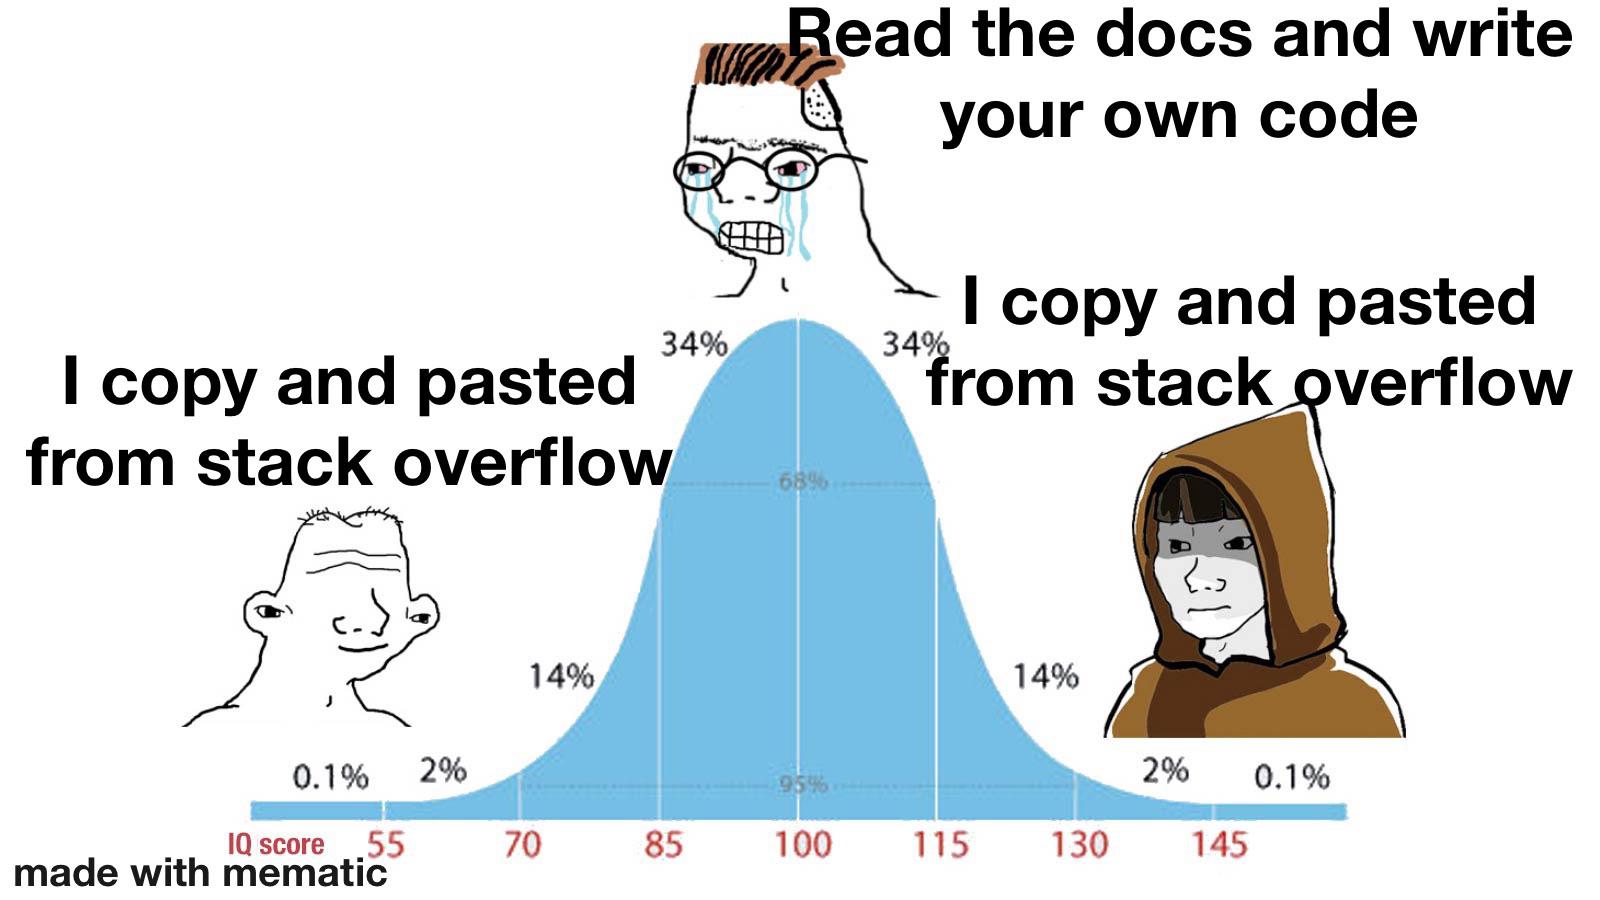 Read the docs and write
your own code
I copy and pasted
from stack overflow
I copy and pasted
from stack overflow
34%
34%
68%
14%
14%
0.1%
2%
95%
2%
0.1%
IQ score
55
70
85
100
115
130
145
made with mematic